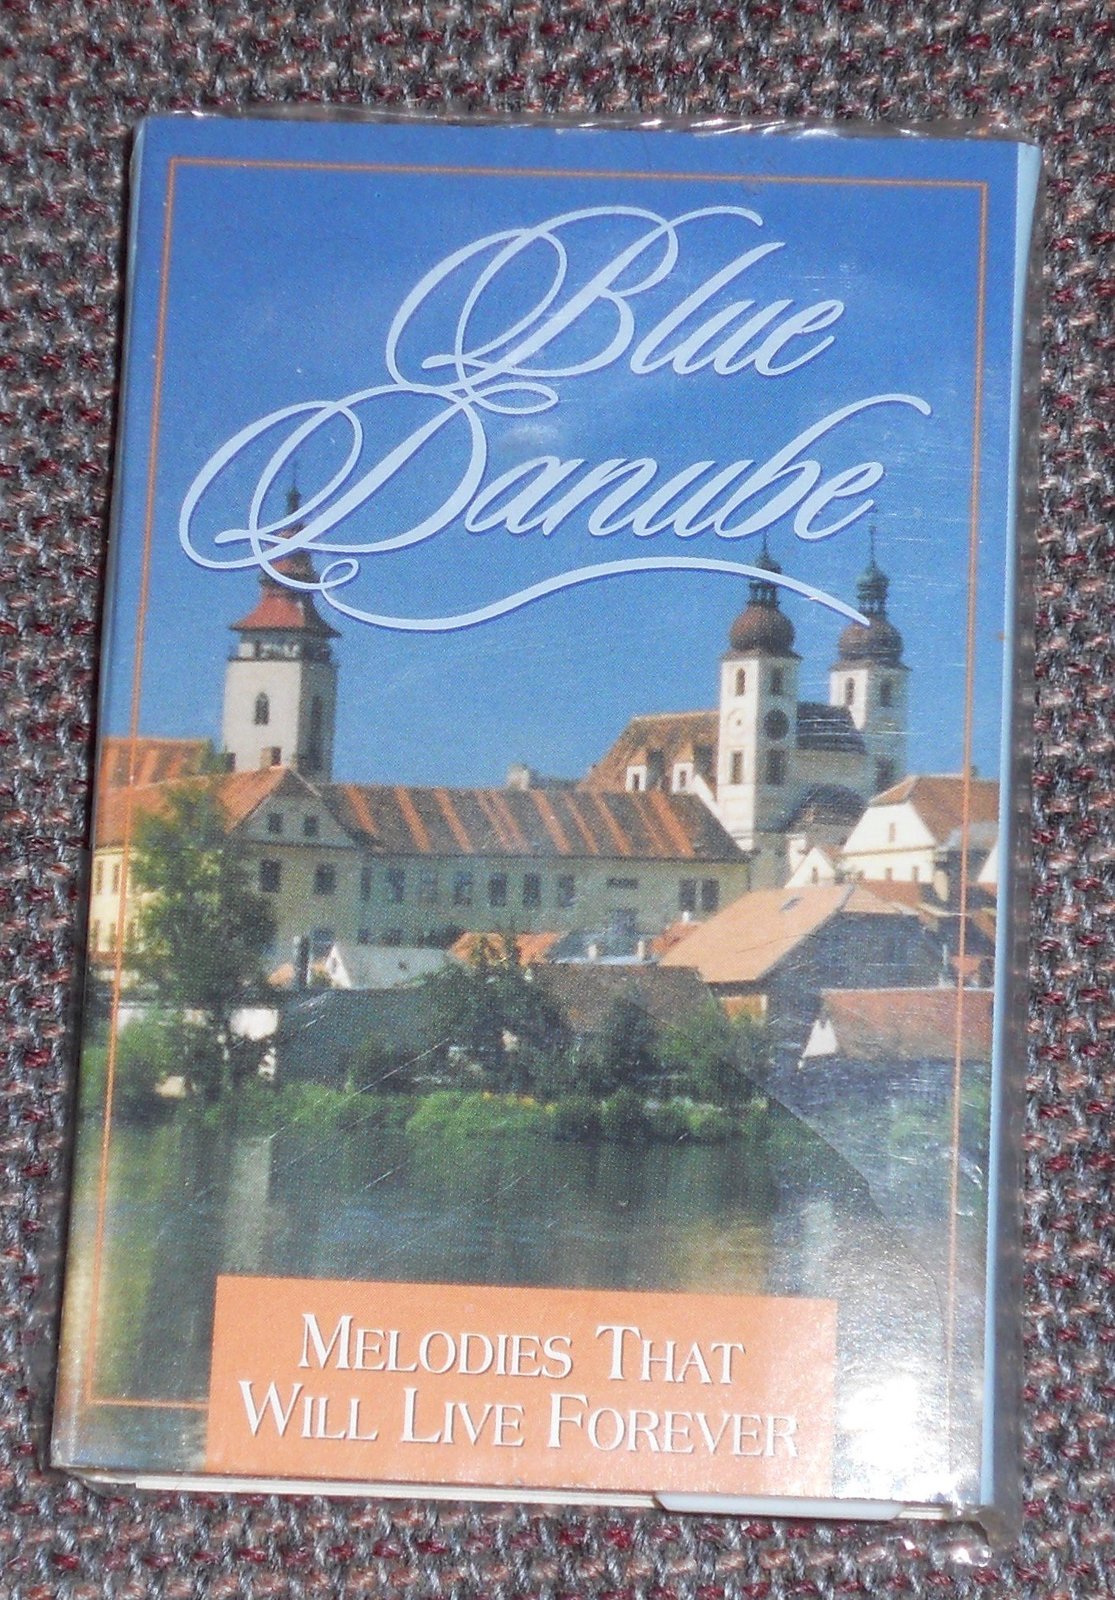 Blue
Danube
MELODIES THAT
WILL LIVE FOREVER